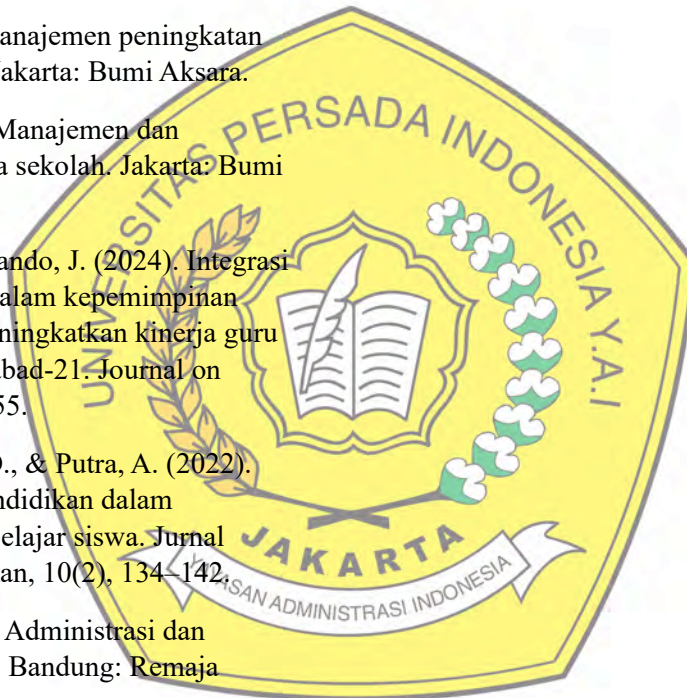 anajemen peningkatan
akarta: Bumi Aksara.
Manajemen dan
a sekolah. Jakarta: Bumi
ando, J. (2024). Integrasi
alam kepemimpinan
ningkatkan kinerja guru
bad-21. Journal on
55.
O., & Putra, A. (2022).
ndidikan dalam
elajar siswa. Jurnal
an, 10(2), 134–142.
Administrasi dan
Bandung: Remaja
UNIVERSITAS PERSADA INDONESIA Y.A.I
JAKARTA
YAYASAN ADMINISTRASI INDONESIA